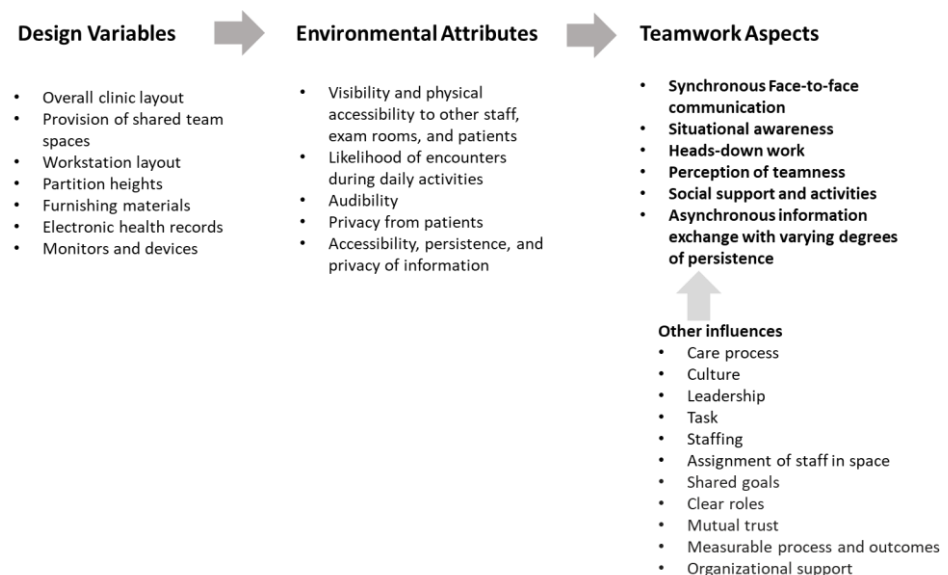 Design Variables
• Overall clinic layout
• Provision of shared team
spaces
• Workstation layout
• Partition heights
• Furnishing materials
• Electronic health records
• Monitors and devices
Environmental Attributes
• Visibility and physical
accessibility to other staff,
exam rooms, and patients
• Likelihood of encounters
during daily activities
• Audibility
• Privacy from patients
• Accessibility, persistence, and
privacy of information
Teamwork Aspects
• Synchronous Face-to-face
communication
• Situational awareness
• Heads-down work
• Perception of teamness
• Social support and activities
• Asynchronous information
exchange with varying degrees
of persistence
Other influences
• Care process
• Culture
• Leadership
• Task
• Staffing
• Assignment of staff in space
• Shared goals
• Clear roles
• Mutual trust
• Measurable process and outcomes
• Organizational support